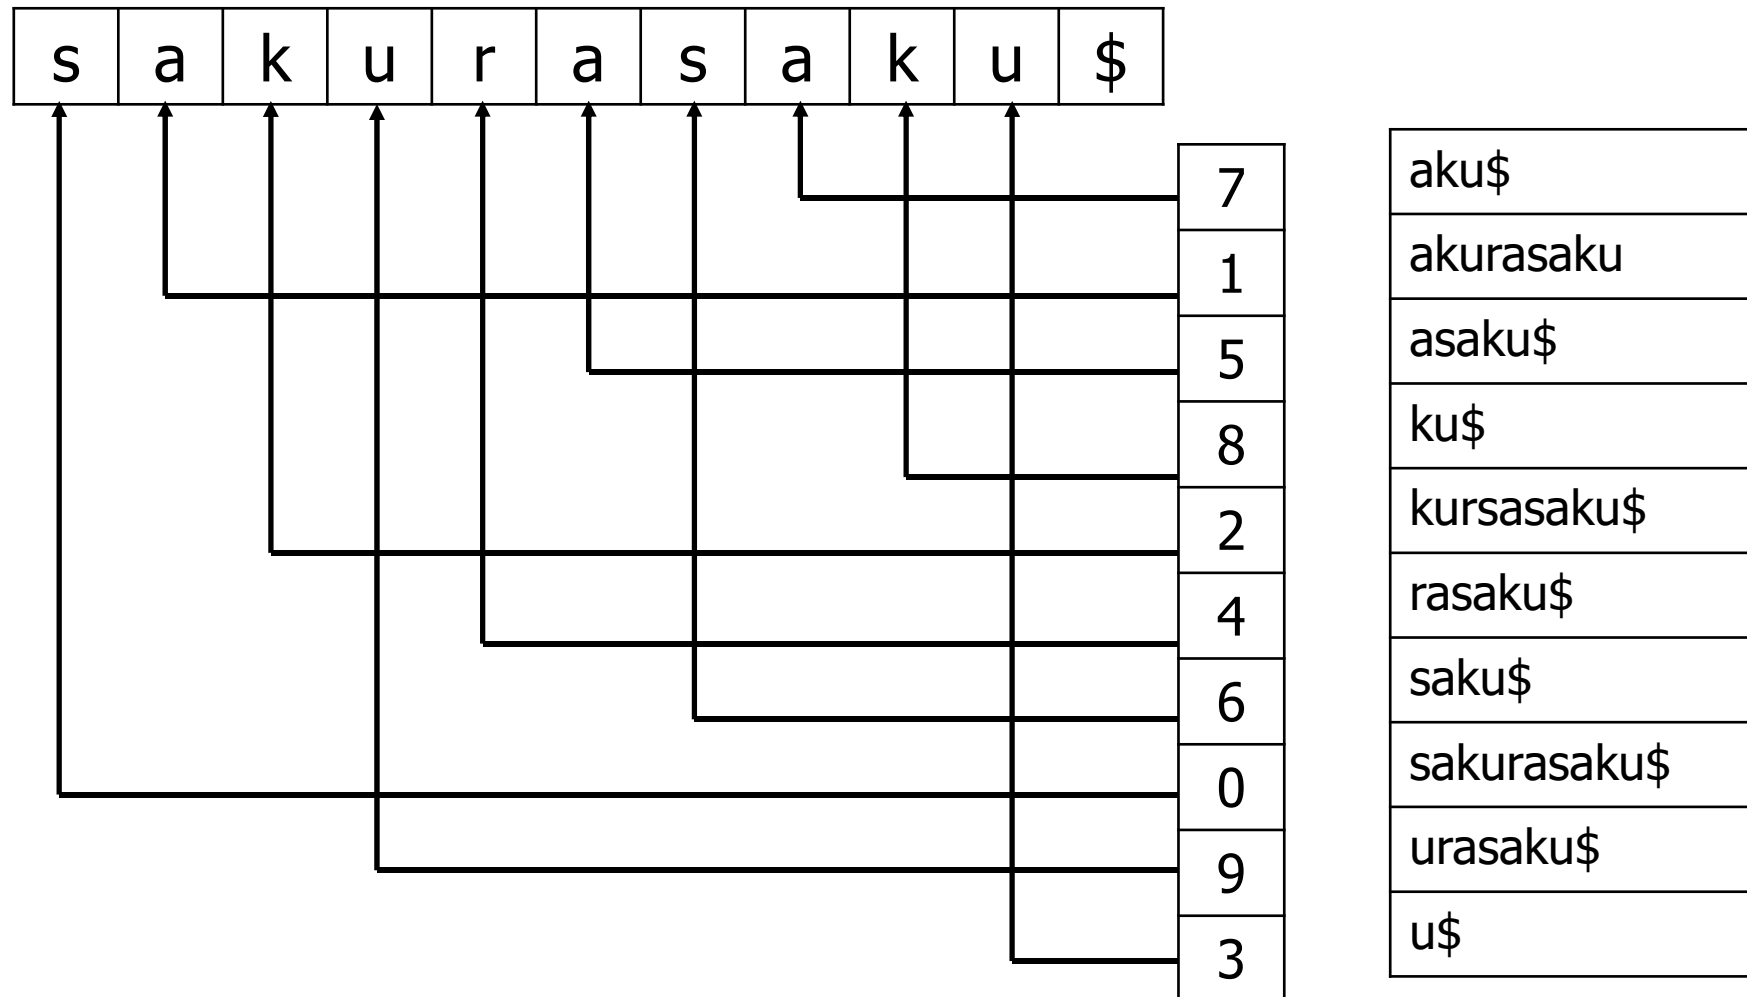 s a k u r a s a k u $
7 aku$
1 akurasaku
5 asaku$
8 ku$
2 kursasaku$
4 rasaku$
6 saku$
0 sakurasaku$
9 urasaku$
3 u$